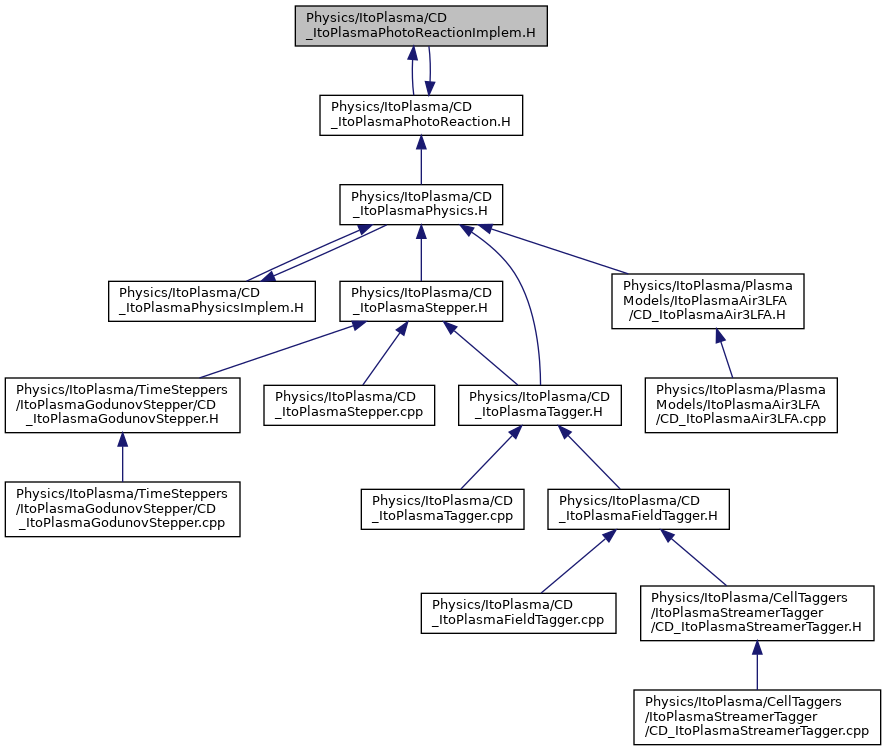 Physics/ItoPlasma/CD
_ItoPlasmaPhotoReactionImplem.H
Physics/ItoPlasma/CD
_ItoPlasmaPhotoReaction.H
Physics/ItoPlasma/CD
_ItoPlasmaPhysics.H
Physics/ItoPlasma/CD
_ItoPlasmaPhysicsImplem.H
Physics/ItoPlasma/CD
_ItoPlasmaStepper.H
Physics/ItoPlasma/Plasma
Models/ItoPlasmaAir3LFA
/CD_ItoPlasmaAir3LFA.H
Physics/ItoPlasma/TimeSteppers
/ItoPlasmaGodunovStepper/CD
_ItoPlasmaGodunovStepper.H
Physics/ItoPlasma/CD
_ItoPlasmaStepper.cpp
Physics/ItoPlasma/CD
_ItoPlasmaTagger.H
Physics/ItoPlasma/Plasma
Models/ItoPlasmaAir3LFA
/CD_ItoPlasmaAir3LFA.cpp
Physics/ItoPlasma/TimeSteppers
/ItoPlasmaGodunovStepper/CD
_ItoPlasmaGodunovStepper.cpp
Physics/ItoPlasma/CD
_ItoPlasmaTagger.cpp
Physics/ItoPlasma/CD
_ItoPlasmaFieldTagger.H
Physics/ItoPlasma/CD
_ItoPlasmaFieldTagger.cpp
Physics/ItoPlasma/CellTaggers
/ItoPlasmaStreamerTagger
/CD_ItoPlasmaStreamerTagger.H
Physics/ItoPlasma/CellTaggers
/ItoPlasmaStreamerTagger
/CD_ItoPlasmaStreamerTagger.cpp